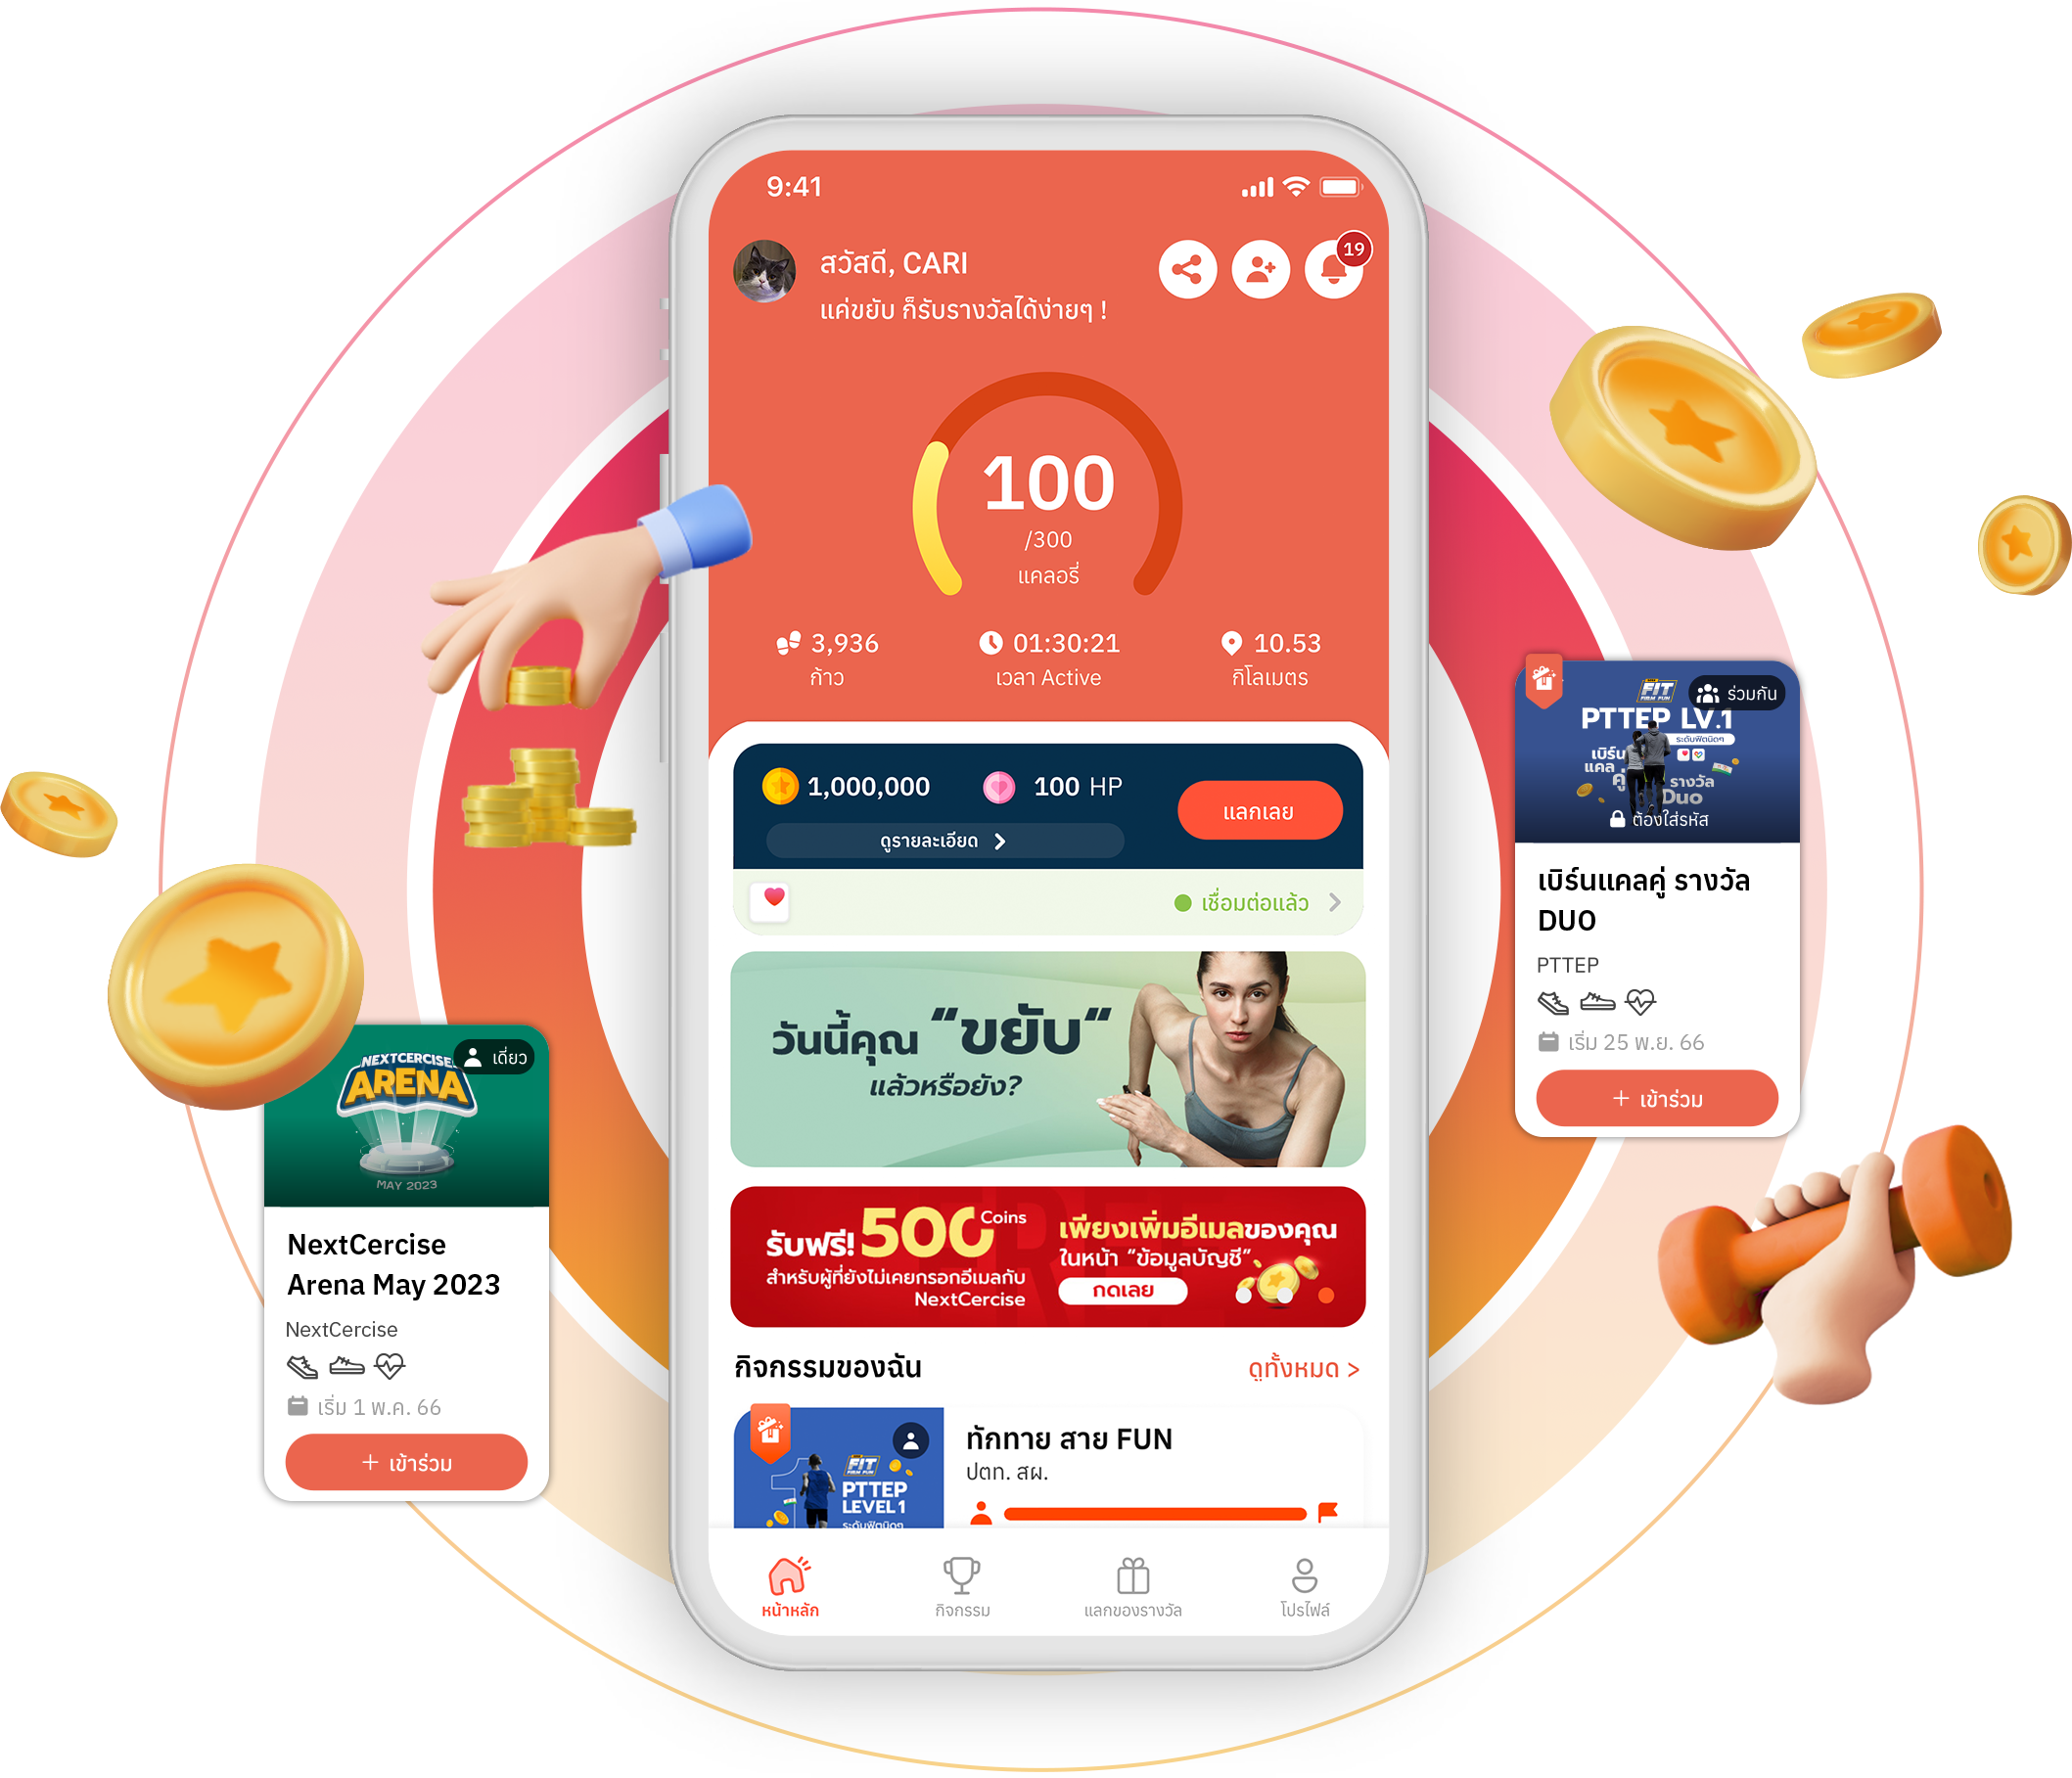 9:41
สวัสดี, CARI
19
แค่ขยับ ก็รับรางวัลได้ง่ายๆ !
100
/300
แคลอรี่
3,936
ก้าว
01:30:21
เวลา Active
10.53
กิโลเมตร
1,000,000
100 HP
แลกเลย
ดูรายละเอียด
เชื่อมต่อแล้ว
วันนี้คุณ “ขยับ“
แล้วหรือยัง?
รับฟรี! 500 Coins
สำหรับผู้ที่ยังไม่เคยกรอกอีเมลกับ
NextCercise
เพียงเพิ่มอีเมลของคุณ
ในหน้า “ข้อมูลบัญชี”
กดเลย
กิจกรรมของฉัน
ดูทั้งหมด >
FIT
FIRM FUN
PTTEP
LEVEL 1
ระดับฟิตนิดๆ
ทักทาย สาย FUN
ปตท. สผ.
หน้าหลัก
กิจกรรม
แลกของรางวัล
โปรไฟล์
NEXTCERCISE
ARENA
เดี่ยว
MAY 2023
NextCercise
Arena May 2023
NextCercise
เริ่ม 1 พ.ค. 66
+ เข้าร่วม
FIT
FIRM FUN
ร่วมกัน
PTTEP LV.1
ระดับฟิตนิดๆ
เบิร์น
แคล
คู่
รางวัล
Duo
ต้องใส่รหัส
เบิร์นแคลคู่ รางวัล
DUO
PTTEP
เริ่ม 25 พ.ย. 66
+ เข้าร่วม